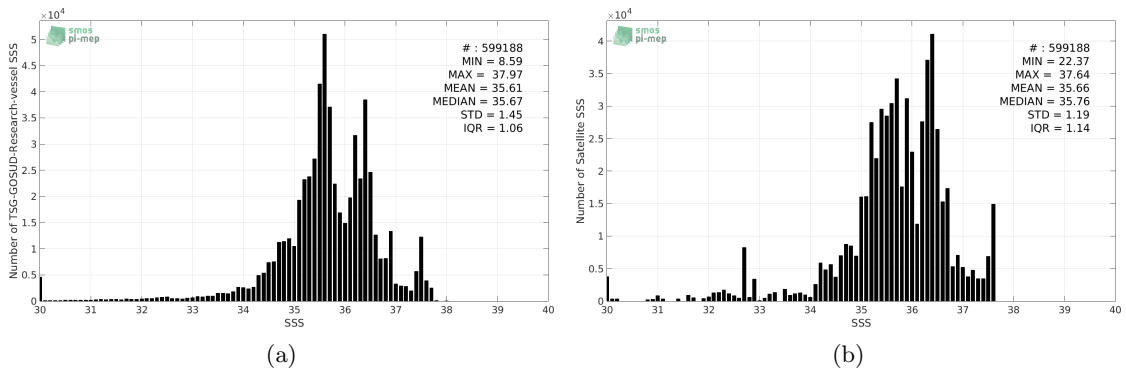 ×10⁴
smos
pi-mep
# : 599188
MIN = 8.59
MAX = 37.97
MEAN = 35.61
MEDIAN = 35.67
STD = 1.45
IQR = 1.06
Number of TSG-GOSUD-Research-vessel SSS
5
4.5
4
3.5
3
2.5
2
1.5
1
0.5
0
30 31 32 33 34 35 36 37 38 39 40
SSS
(a)
×10⁴
smos
pi-mep
# : 599188
MIN = 22.37
MAX = 37.64
MEAN = 35.66
MEDIAN = 35.76
STD = 1.19
IQR = 1.14
Number of Satellite SSS
4
3.5
3
2.5
2
1.5
1
0.5
0
30 31 32 33 34 35 36 37 38 39 40
SSS
(b)